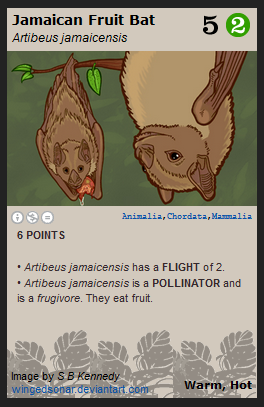 Jamaican Fruit Bat
5 2
Artibeus jamaicensis
Animalia,Chordata,Mammalia
6 POINTS
• Artibeus jamaicensis has a FLIGHT of 2.
• Artibeus jamaicensis is a POLLINATOR and
is a frugivore. They eat fruit.
Image by S B Kennedy
wingedsonar.deviantart.com
Warm, Hot